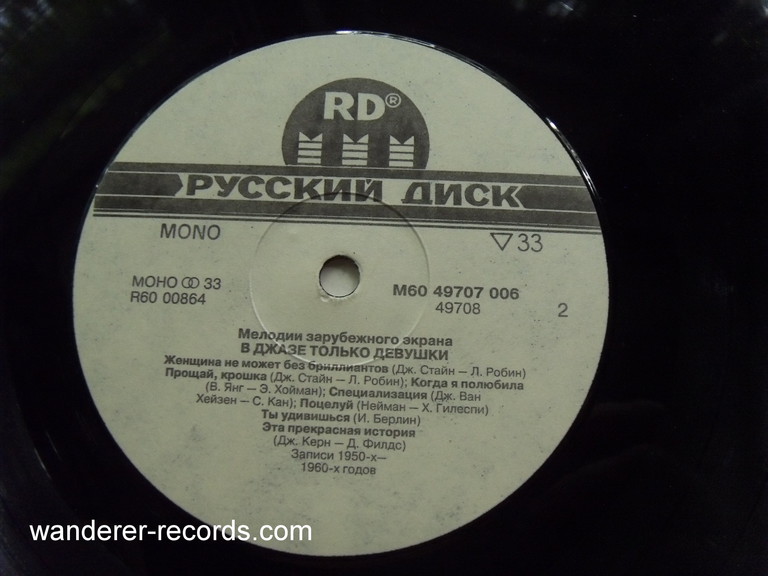 RD®
РУССКИЙ ДИСК
MONO
▽33
МОНО 33
R60 00864
М60 49707 006
49708
2
Мелодии зарубежного экрана
В ДЖАЗЕ ТОЛЬКО ДЕВУШКИ
Женщина не может без бриллиантов (Дж. Стайн — Л. Робин)
Прощай, крошка (Дж. Стайн — Л. Робин); Когда я полюбила
(В. Янг — Э. Хойман); Специализация (Дж. Ван
Хейзен — С. Кан); Поцелуй (Нейман — Х. Гилеспи)
Ты удивишься (И. Берлин)
Эта прекрасная история
(Дж. Керн — Д. Филдс)
Записи 1950-х—
1960-х годов
wanderer-records.com